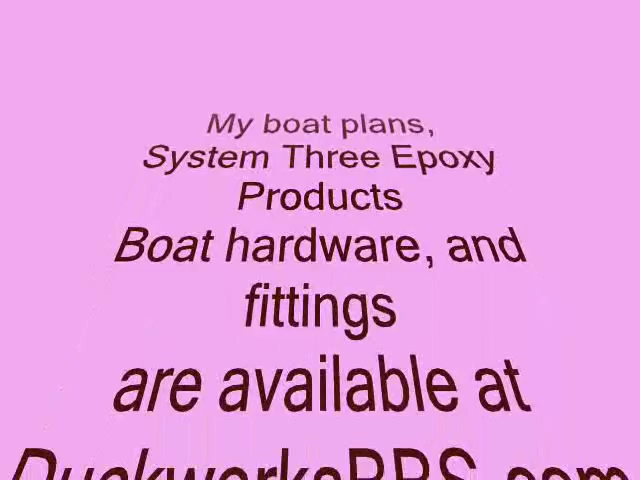 My boat plans,
System Three Epoxy
Products
Boat hardware, and
fittings
are available at
DuckworksBBS.com